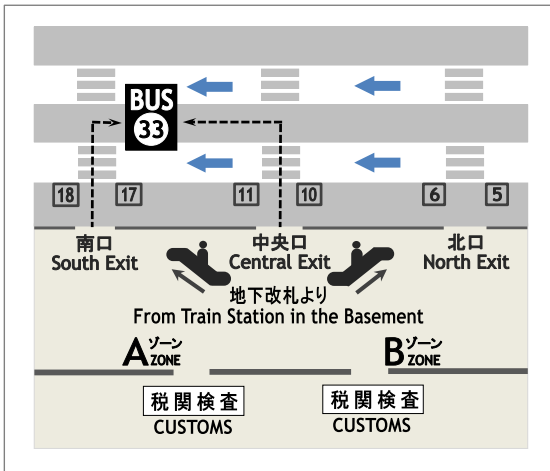 BUS
33
18
17
11
10
6
5
南口
South Exit
中央口
Central Exit
北口
North Exit
地下改札より
From Train Station in the Basement
Aゾーン
ZONE
Bゾーン
ZONE
税関検査
CUSTOMS
税関検査
CUSTOMS